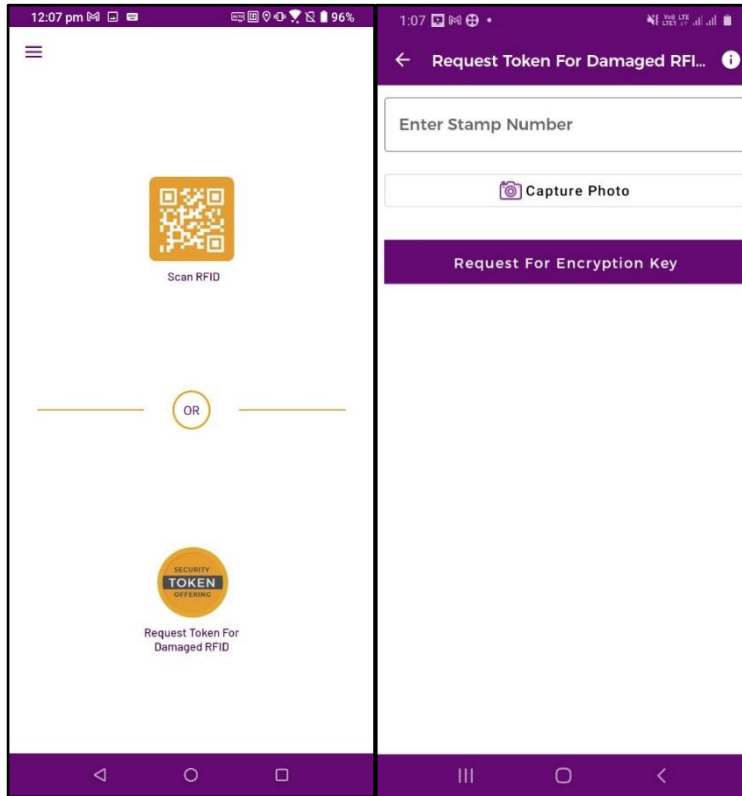 12:07 pm
96%
Scan RFID
OR
SECURITY
TOKEN
OFFERING
Request Token For
Damaged RFID
1:07
Request Token For Damaged RFI...
Enter Stamp Number
Capture Photo
Request For Encryption Key